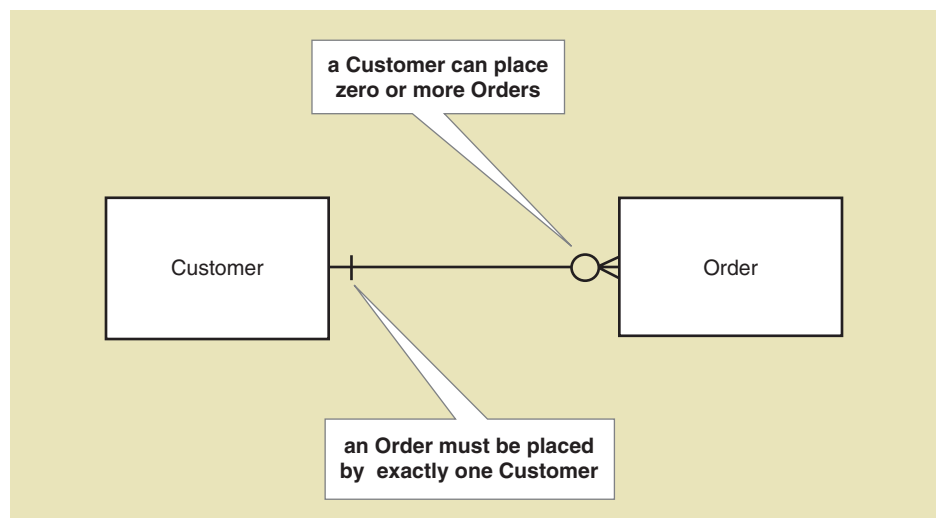 a Customer can place
zero or more Orders
Customer
Order
an Order must be placed
by exactly one Customer